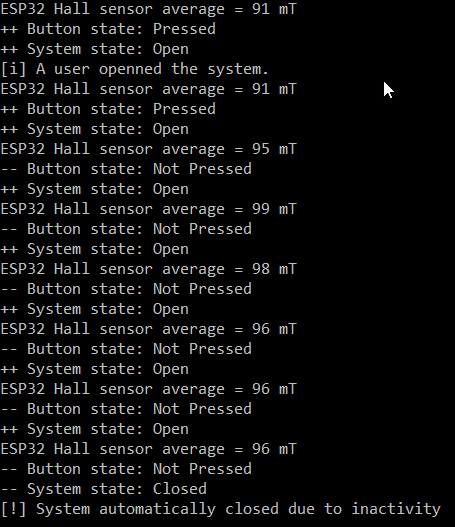 ESP32 Hall sensor average = 91 mT
++ Button state: Pressed
++ System state: Open
[i] A user openned the system.
ESP32 Hall sensor average = 91 mT
++ Button state: Pressed
++ System state: Open
ESP32 Hall sensor average = 95 mT
-- Button state: Not Pressed
++ System state: Open
ESP32 Hall sensor average = 99 mT
-- Button state: Not Pressed
++ System state: Open
ESP32 Hall sensor average = 98 mT
-- Button state: Not Pressed
++ System state: Open
ESP32 Hall sensor average = 96 mT
-- Button state: Not Pressed
++ System state: Open
ESP32 Hall sensor average = 96 mT
-- Button state: Not Pressed
++ System state: Open
ESP32 Hall sensor average = 96 mT
-- Button state: Not Pressed
-- System state: Closed
[!] System automatically closed due to inactivity